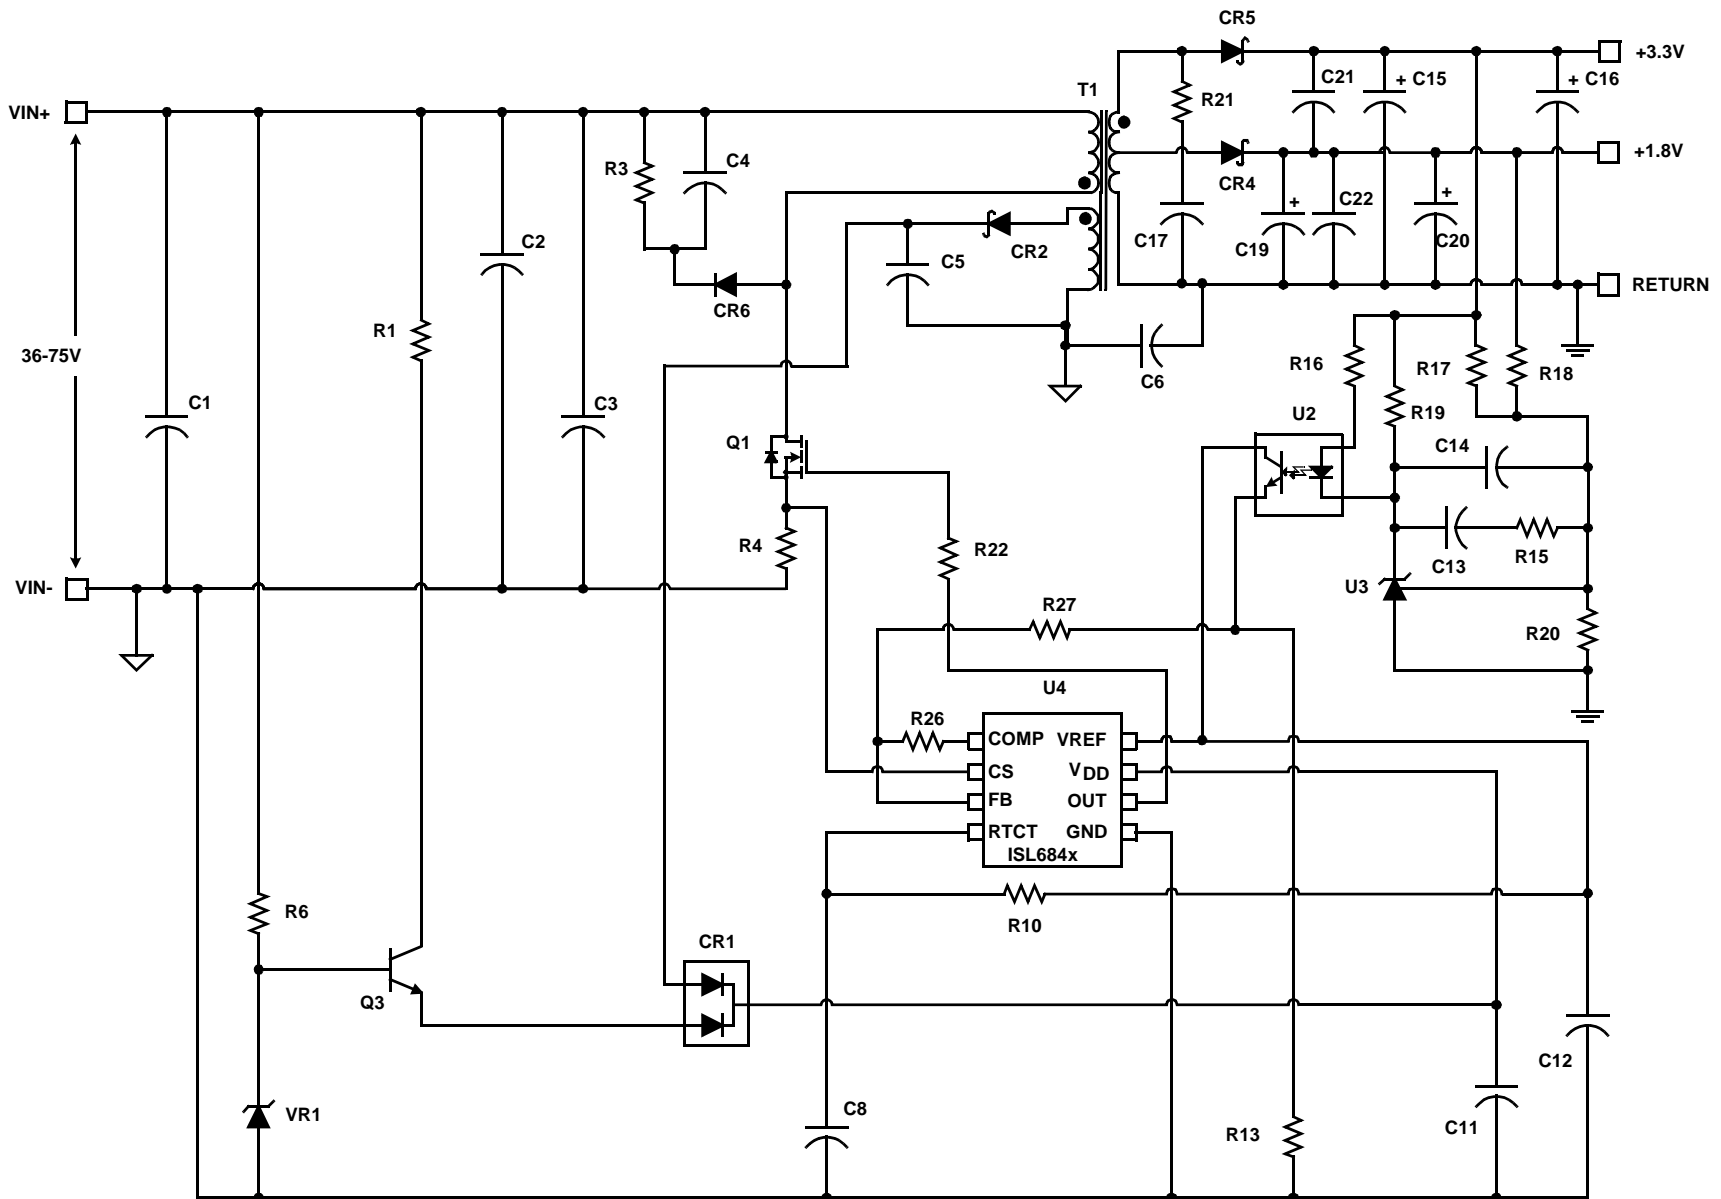 CR5
+3.3V
C21
+ C15
+ C16
T1
R21
VIN+
C4
R3
+1.8V
CR4
+
C22
+
C17
C19
C20
C2
C5
CR2
CR6
RETURN
R1
36-75V
C6
R16
R17
R18
C1
C3
R19
U2
Q1
C14
R4
R22
C13
R15
VIN-
U3
R27
R20
U4
R26
COMP
VREF
CS
VDD
FB
OUT
RTCT
GND
ISL684x
R6
R10
CR1
Q3
C12
VR1
C8
R13
C11